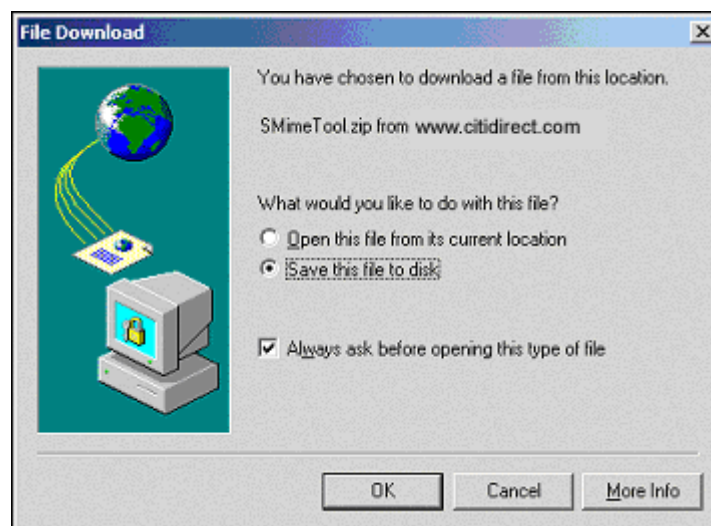 File Download
You have chosen to download a file from this location.
SMimeTool.zip from www.citidirect.com
What would you like to do with this file?
Open this file from its current location
Save this file to disk
Always ask before opening this type of file
OK
Cancel
More Info